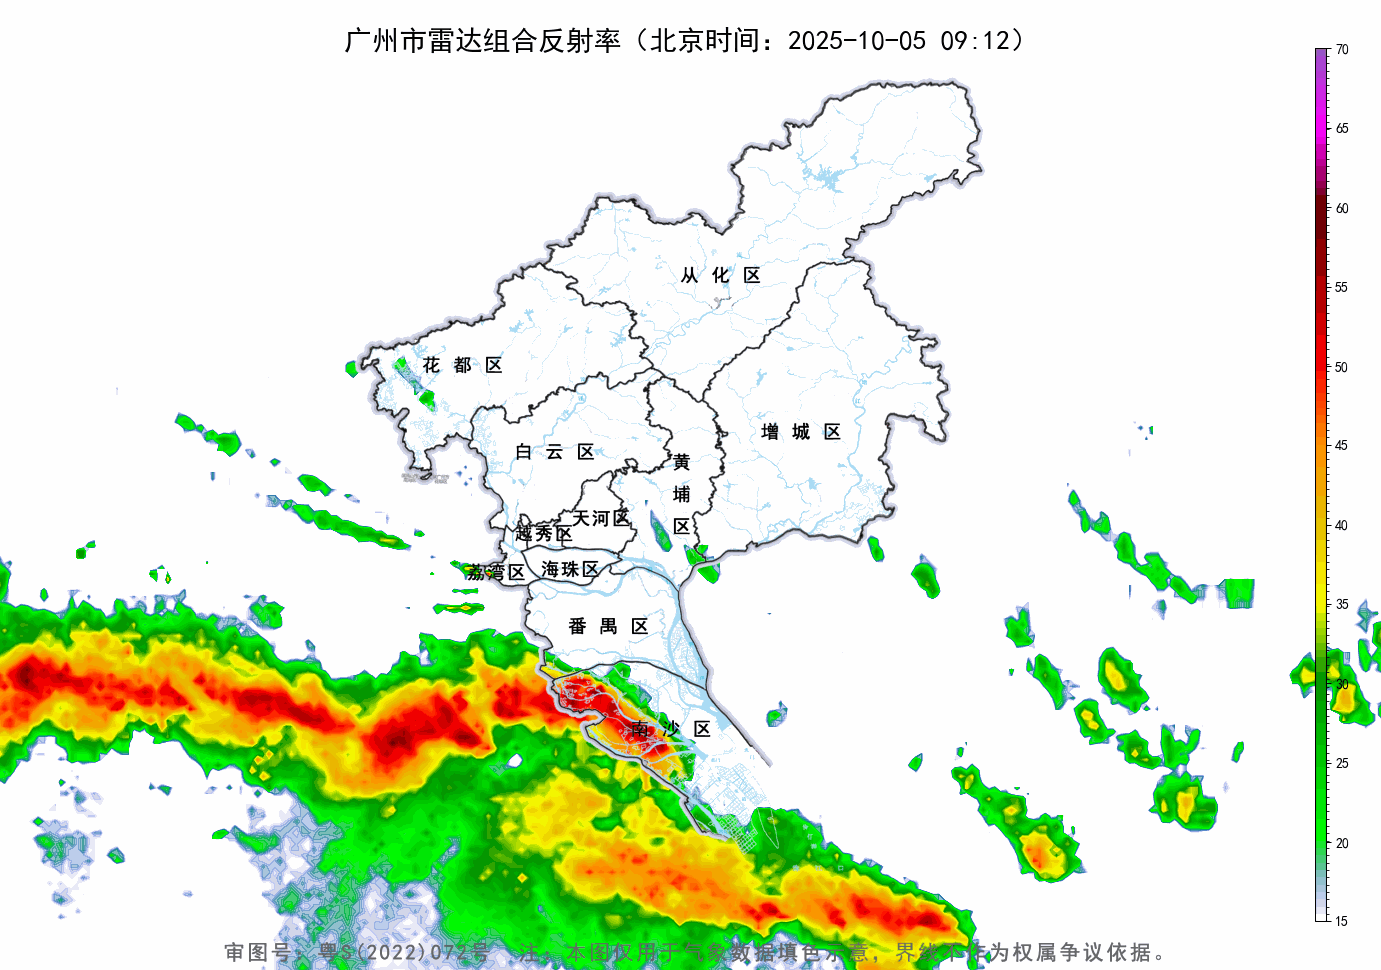 广州市雷达组合反射率（北京时间：2025-10-05 09:12）
70
65
60
55
50
45
40
35
30
25
20
15
从化区
花都区
增城区
白云区
黄埔区
天河区
越秀区
荔湾区
海珠区
番禺区
南沙区
审图号：粤S(2022)072号 注：本图仅用于气象数据填色示意，界线不作为权属争议依据。